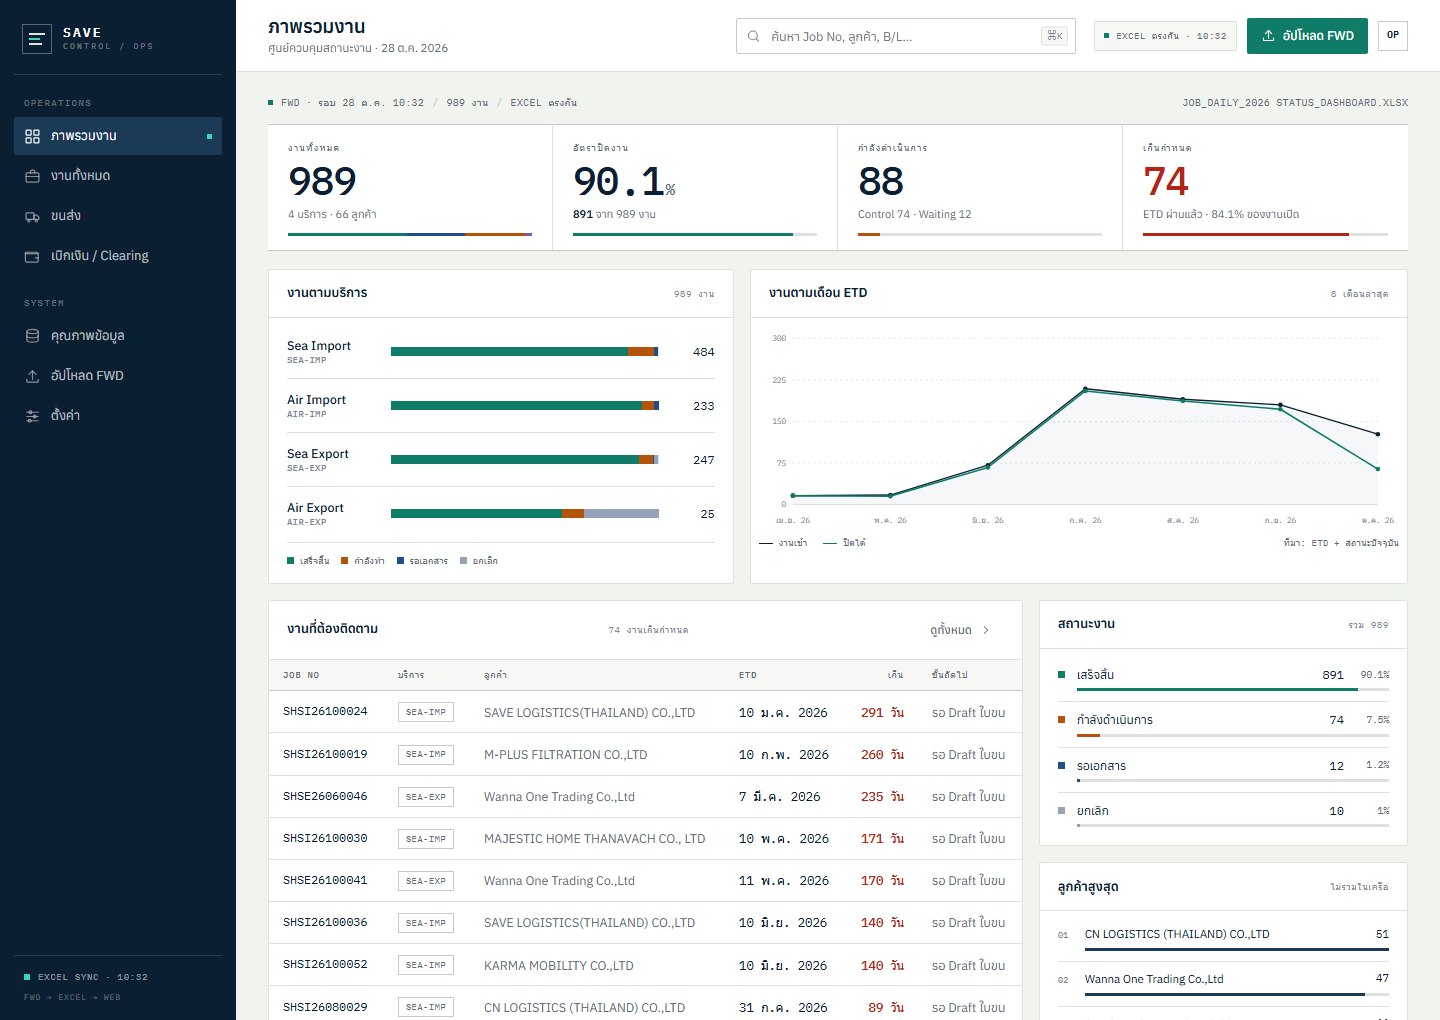 SAVE
CONTROL / OPS
OPERATIONS
ภาพรวมงาน
งานทั้งหมด
ขนส่ง
เบิกเงิน / Clearing
SYSTEM
คุณภาพข้อมูล
อัปโหลด FWD
ตั้งค่า
EXCEL SYNC · 10:32
FWD → EXCEL → WEB
ภาพรวมงาน
ศูนย์ควบคุมสถานะงาน · 28 ต.ค. 2026
ค้นหา Job No, ลูกค้า, B/L...
⌘K
EXCEL ตรงกัน · 10:32
อัปโหลด FWD
OP
FWD · รอบ 28 ต.ค. 10:32 / 989 งาน / EXCEL ตรงกัน
JOB_DAILY_2026 STATUS_DASHBOARD.XLSX
งานทั้งหมด
989
4 บริการ · 66 ลูกค้า
อัตราปิดงาน
90.1%
891 จาก 989 งาน
กำลังดำเนินการ
88
Control 74 · Waiting 12
เกินกำหนด
74
ETD ผ่านแล้ว · 84.1% ของงานเปิด
งานตามบริการ
989 งาน
Sea Import
SEA-IMP
484
Air Import
AIR-IMP
233
Sea Export
SEA-EXP
247
Air Export
AIR-EXP
25
เสร็จสิ้น
กำลังทำ
รอเอกสาร
ยกเลิก
งานตามเดือน ETD
8 เดือนล่าสุด
300
225
150
75
0
เม.ย. 26
พ.ค. 26
มิ.ย. 26
ก.ค. 26
ส.ค. 26
ก.ย. 26
ต.ค. 26
งานเข้า
ปิดได้
ที่มา: ETD + สถานะปัจจุบัน
งานที่ต้องติดตาม
74 งานเกินกำหนด
ดูทั้งหมด
JOB NO บริการ ลูกค้า ETD เกิน ขั้นถัดไป
SHSI26100024 SEA-IMP SAVE LOGISTICS(THAILAND) CO.,LTD 10 ม.ค. 2026 291 วัน รอ Draft ใบขน
SHSI26100019 SEA-IMP M-PLUS FILTRATION CO.,LTD 10 ก.พ. 2026 260 วัน รอ Draft ใบขน
SHSE26060046 SEA-EXP Wanna One Trading Co.,Ltd 7 มี.ค. 2026 235 วัน รอ Draft ใบขน
SHSI26100030 SEA-IMP MAJESTIC HOME THANAVACH CO., LTD 10 พ.ค. 2026 171 วัน รอ Draft ใบขน
SHSE26100041 SEA-EXP Wanna One Trading Co.,Ltd 11 พ.ค. 2026 170 วัน รอ Draft ใบขน
SHSI26100036 SEA-IMP SAVE LOGISTICS(THAILAND) CO.,LTD 10 มิ.ย. 2026 140 วัน รอ Draft ใบขน
SHSI26100052 SEA-IMP KARMA MOBILITY CO.,LTD 10 มิ.ย. 2026 140 วัน รอ Draft ใบขน
SHSI26080029 SEA-IMP CN LOGISTICS (THAILAND) CO.,LTD 31 ก.ค. 2026 89 วัน รอ Draft ใบขน
สถานะงาน
รวม 989
เสร็จสิ้น 891 90.1%
กำลังดำเนินการ 74 7.5%
รอเอกสาร 12 1.2%
ยกเลิก 10 1%
ลูกค้าสูงสุด
ไม่รวมในเครือ
01 CN LOGISTICS (THAILAND) CO.,LTD 51
02 Wanna One Trading Co.,Ltd 47